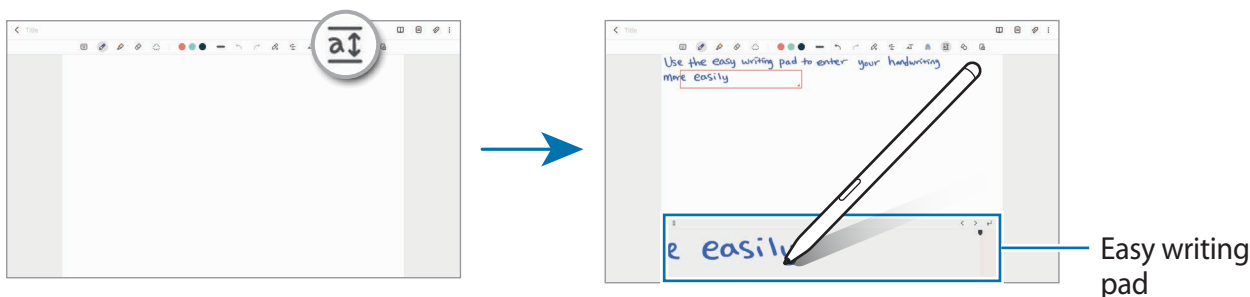 Title
a
Title
Use the easy writing pad to enter your handwriting
more easily
e easily
Easy writing
pad